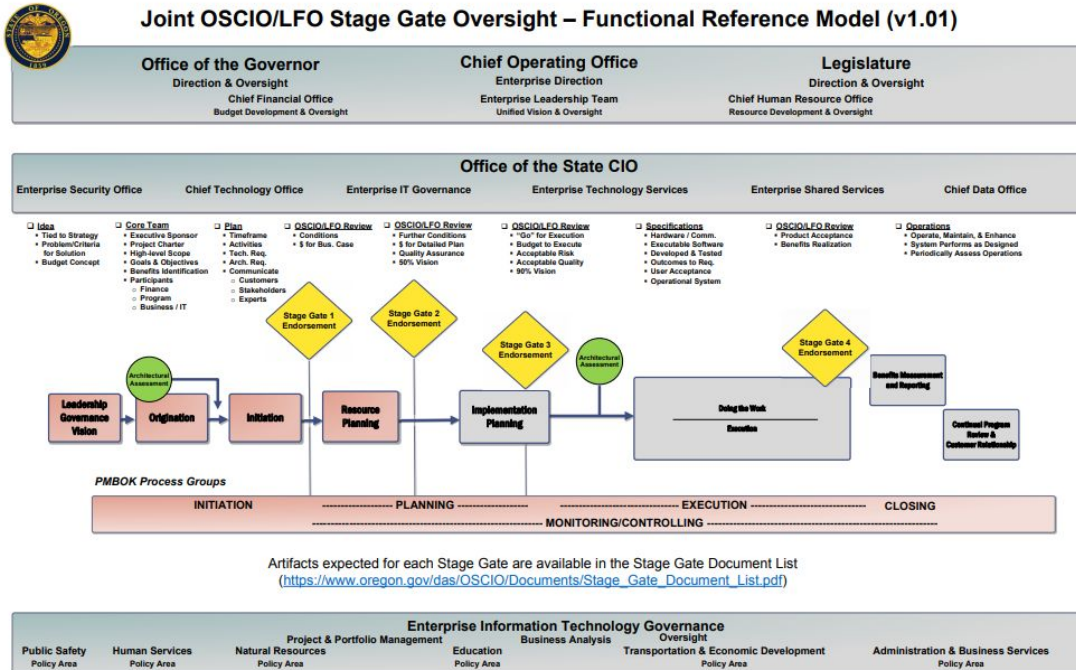 Joint OSCIO/LFO Stage Gate Oversight – Functional Reference Model (v1.01)
Office of the Governor
Direction & Oversight
Chief Financial Office
Budget Development & Oversight
Chief Operating Office
Enterprise Direction
Enterprise Leadership Team
Unified Vision & Oversight
Legislature
Direction & Oversight
Chief Human Resource Office
Resource Development & Oversight
Office of the State CIO
Enterprise Security Office
Chief Technology Office
Enterprise IT Governance
Enterprise Technology Services
Enterprise Shared Services
Chief Data Office
❑ Idea
▪ Tied to Strategy
▪ Problem/Criteria
for Solution
▪ Budget Concept
❑ Core Team
▪ Executive Sponsor
▪ Project Charter
▪ High-level Scope
▪ Goals & Objectives
▪ Benefits Identification
▪ Participants
o Finance
o Program
o Business / IT
❑ Plan
▪ Timeframe
▪ Activities
▪ Tech. Req.
▪ Arch. Req.
▪ Communicate
o Customers
o Stakeholders
o Experts
❑ OSCIO/LFO Review
▪ Conditions
▪ $ for Bus. Case
❑ OSCIO/LFO Review
▪ Further Conditions
▪ $ for Detailed Plan
▪ Quality Assurance
▪ 50% Vision
❑ OSCIO/LFO Review
▪ "Go" for Execution
▪ Budget to Execute
▪ Acceptable Risk
▪ Acceptable Quality
▪ 90% Vision
❑ Specifications
▪ Hardware / Comm.
▪ Executable Software
▪ Developed & Tested
▪ Outcomes to Req.
▪ User Acceptance
▪ Operational System
❑ OSCIO/LFO Review
▪ Product Acceptance
▪ Benefits Realization
❑ Operations
▪ Operate, Maintain, & Enhance
▪ System Performs as Designed
▪ Periodically Assess Operations
Stage Gate 1
Endorsement
Stage Gate 2
Endorsement
Stage Gate 3
Endorsement
Stage Gate 4
Endorsement
Architectural
Assessment
Architectural
Assessment
Leadership
Governance
Vision
Origination
Initiation
Resource
Planning
Implementation
Planning
Doing the Work
Execution
Benefits Measurement
and Reporting
Continual Program
Review &
Customer Relationship
PMBOK Process Groups
INITIATION
PLANNING
EXECUTION
CLOSING
MONITORING/CONTROLLING
Artifacts expected for each Stage Gate are available in the Stage Gate Document List
(https://www.oregon.gov/das/OSCIO/Documents/Stage_Gate_Document_List.pdf)
Enterprise Information Technology Governance
Project & Portfolio Management
Business Analysis
Oversight
Public Safety
Policy Area
Human Services
Policy Area
Natural Resources
Policy Area
Education
Policy Area
Transportation & Economic Development
Policy Area
Administration & Business Services
Policy Area